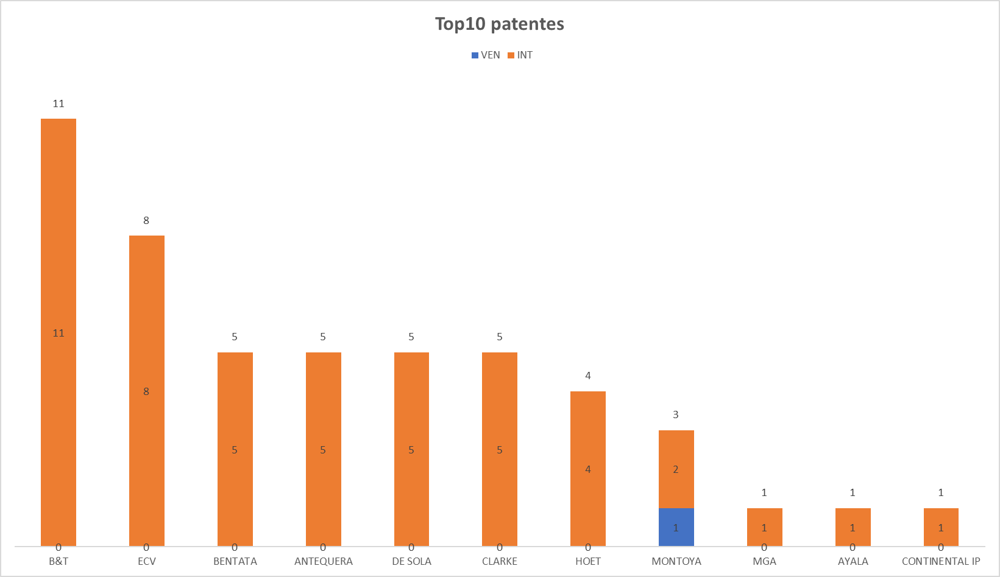 Top10 patentes
VEN INT
11
8
11
5 5 5 5
4
8
3
5 5 5 5
4 2
1 1 1
1 1 1 1
0 0 0 0 0 0 0 0 0 0
B&T ECV BENTATA ANTEQUERA DE SOLA CLARKE HOET MONTOYA MGA AYALA CONTINENTAL IP